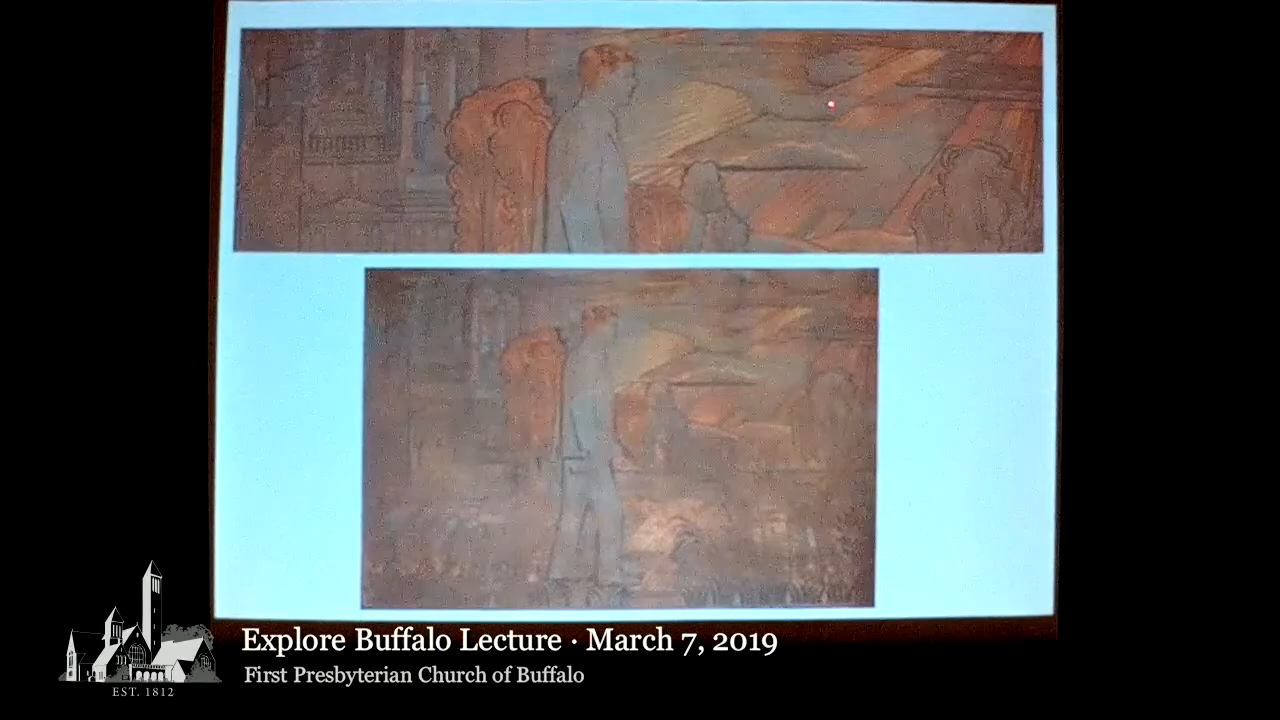 Explore Buffalo Lecture · March 7, 2019
First Presbyterian Church of Buffalo
EST. 1812